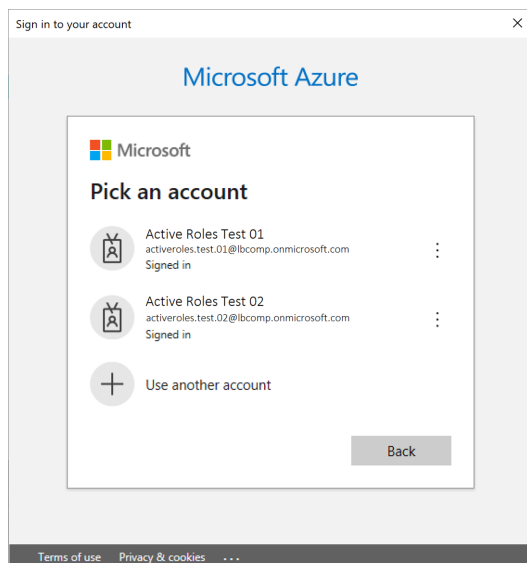 Sign in to your account
Microsoft Azure
Microsoft
Pick an account
Active Roles Test 01
activeroles.test.01@lbcomp.onmicrosoft.com
Signed in
Active Roles Test 02
activeroles.test.02@lbcomp.onmicrosoft.com
Signed in
Use another account
Back
Terms of use Privacy & cookies ...